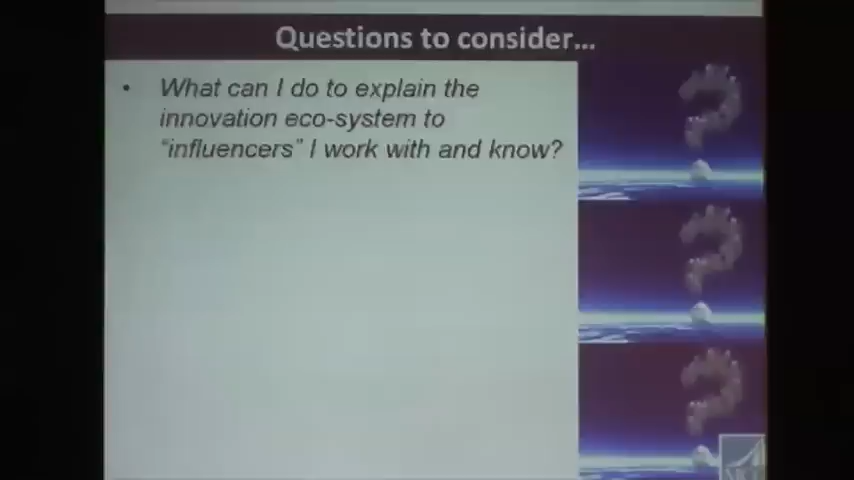 Questions to consider...
• What can I do to explain the
innovation eco-system to
"influencers" I work with and know?